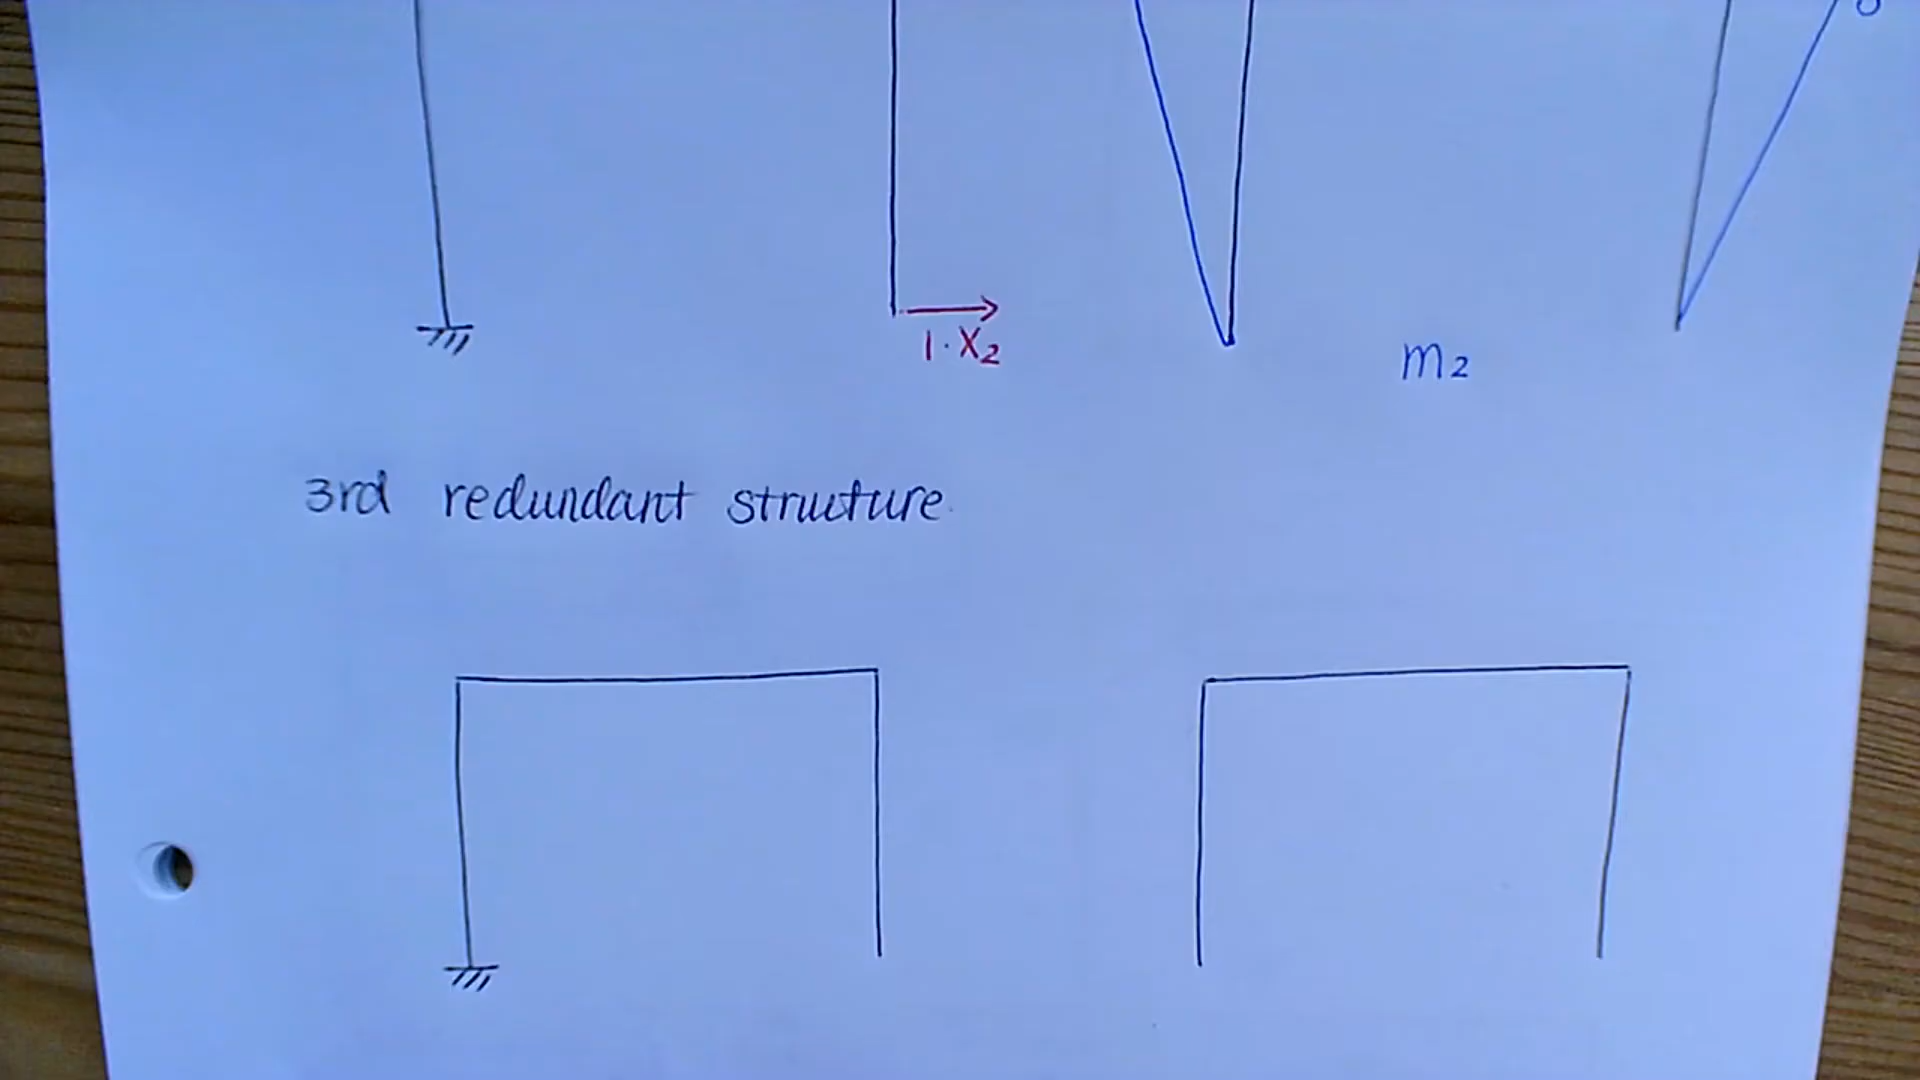 1·X₂
m₂
3rd redundant structure.